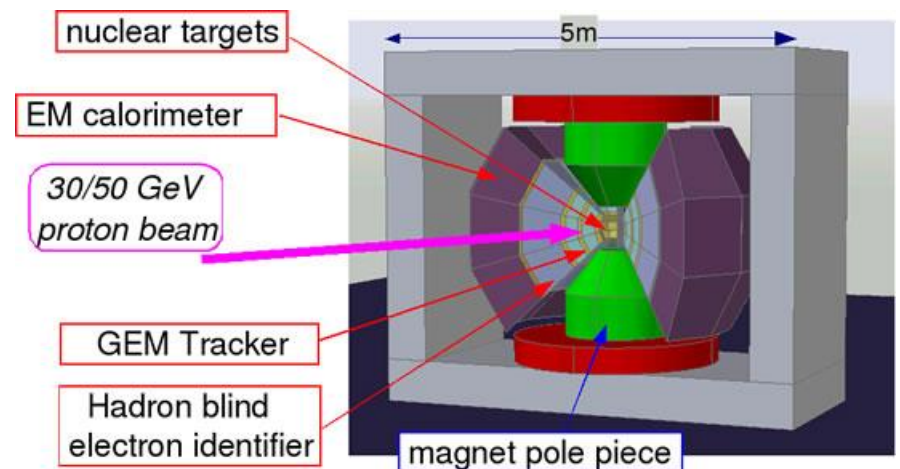 nuclear targets
5m
EM calorimeter
30/50 GeV
proton beam
GEM Tracker
Hadron blind
electron identifier
magnet pole piece